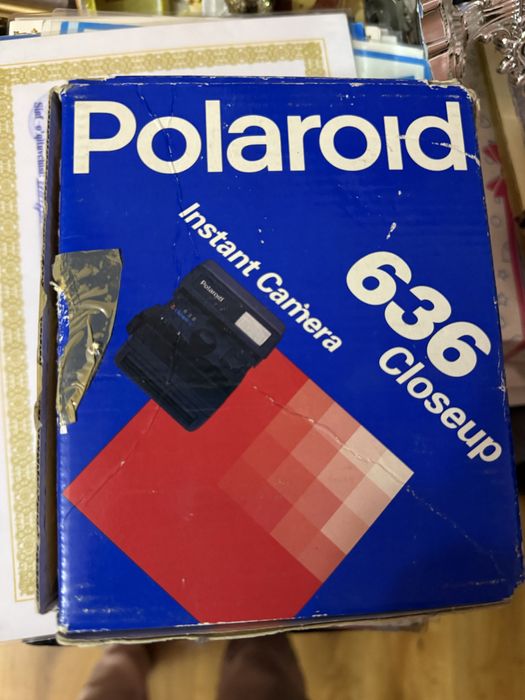 Polaroid
Instant Camera
636
Closeup
Polaroid